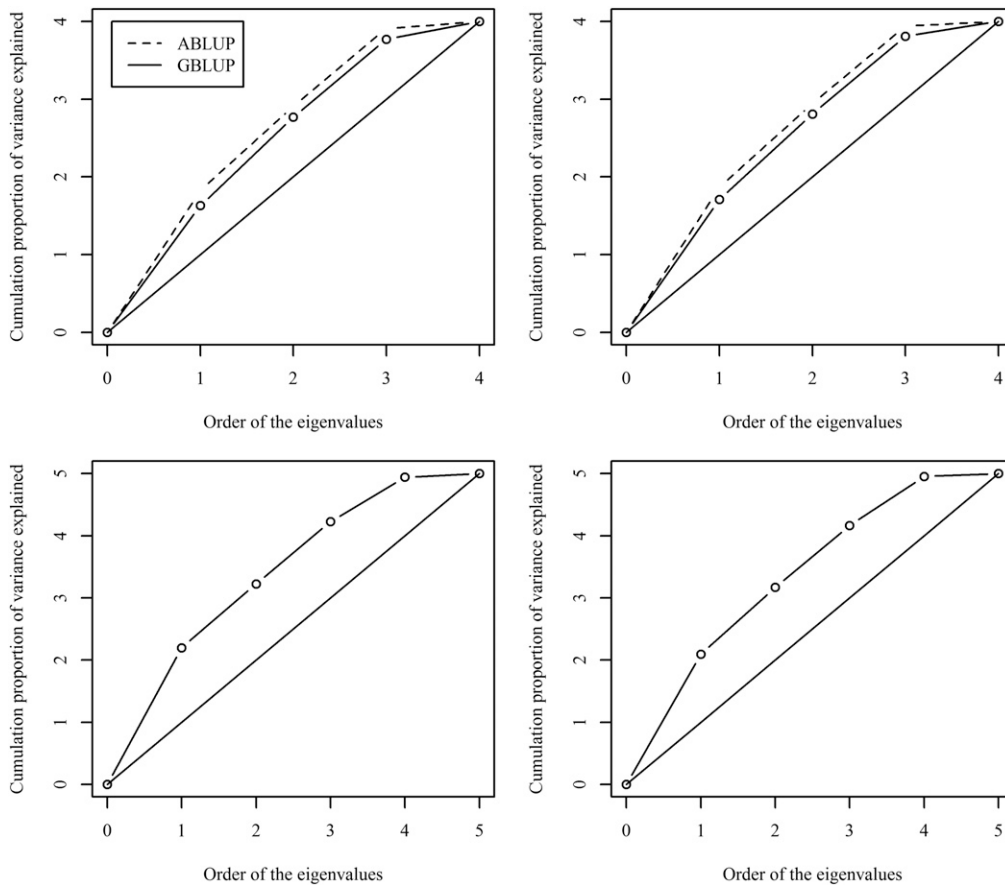 Cumulation proportion of variance explained
4
3
2
1
0
ABLUP
GBLUP
0 1 2 3 4
Order of the eigenvalues
Cumulation proportion of variance explained
4
3
2
1
0
0 1 2 3 4
Order of the eigenvalues
Cumulation proportion of variance explained
5
4
3
2
1
0
0 1 2 3 4 5
Order of the eigenvalues
Cumulation proportion of variance explained
5
4
3
2
1
0
0 1 2 3 4 5
Order of the eigenvalues